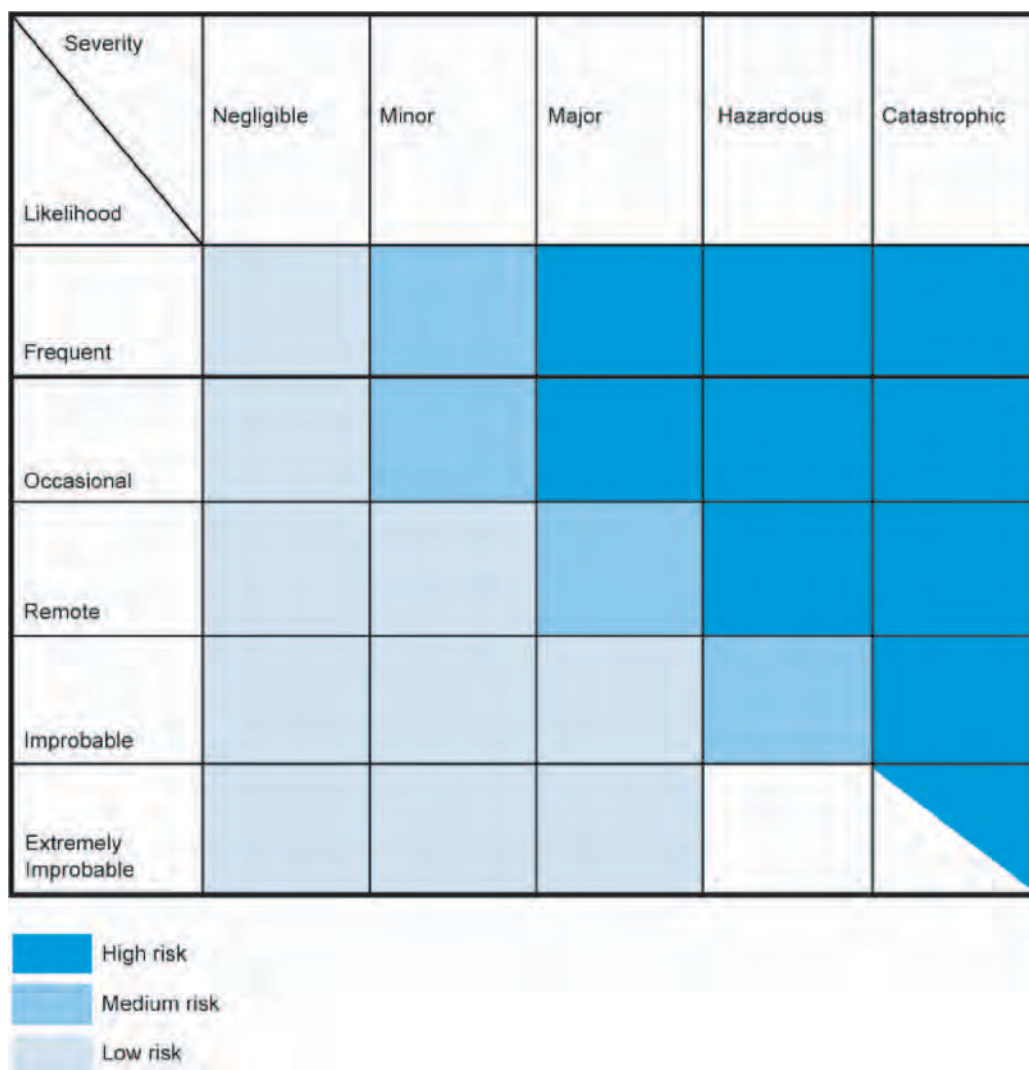 Severity
Likelihood
Negligible
Minor
Major
Hazardous
Catastrophic
Frequent
Occasional
Remote
Improbable
Extremely
Improbable
High risk
Medium risk
Low risk